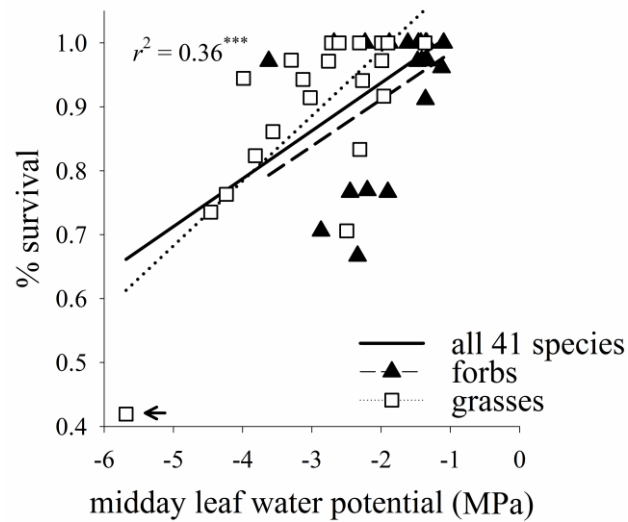 r² = 0.36***
% survival
1.0
0.9
0.8
0.7
0.6
0.5
0.4
all 41 species
forbs
grasses
-6 -5 -4 -3 -2 -1 0
midday leaf water potential (MPa)